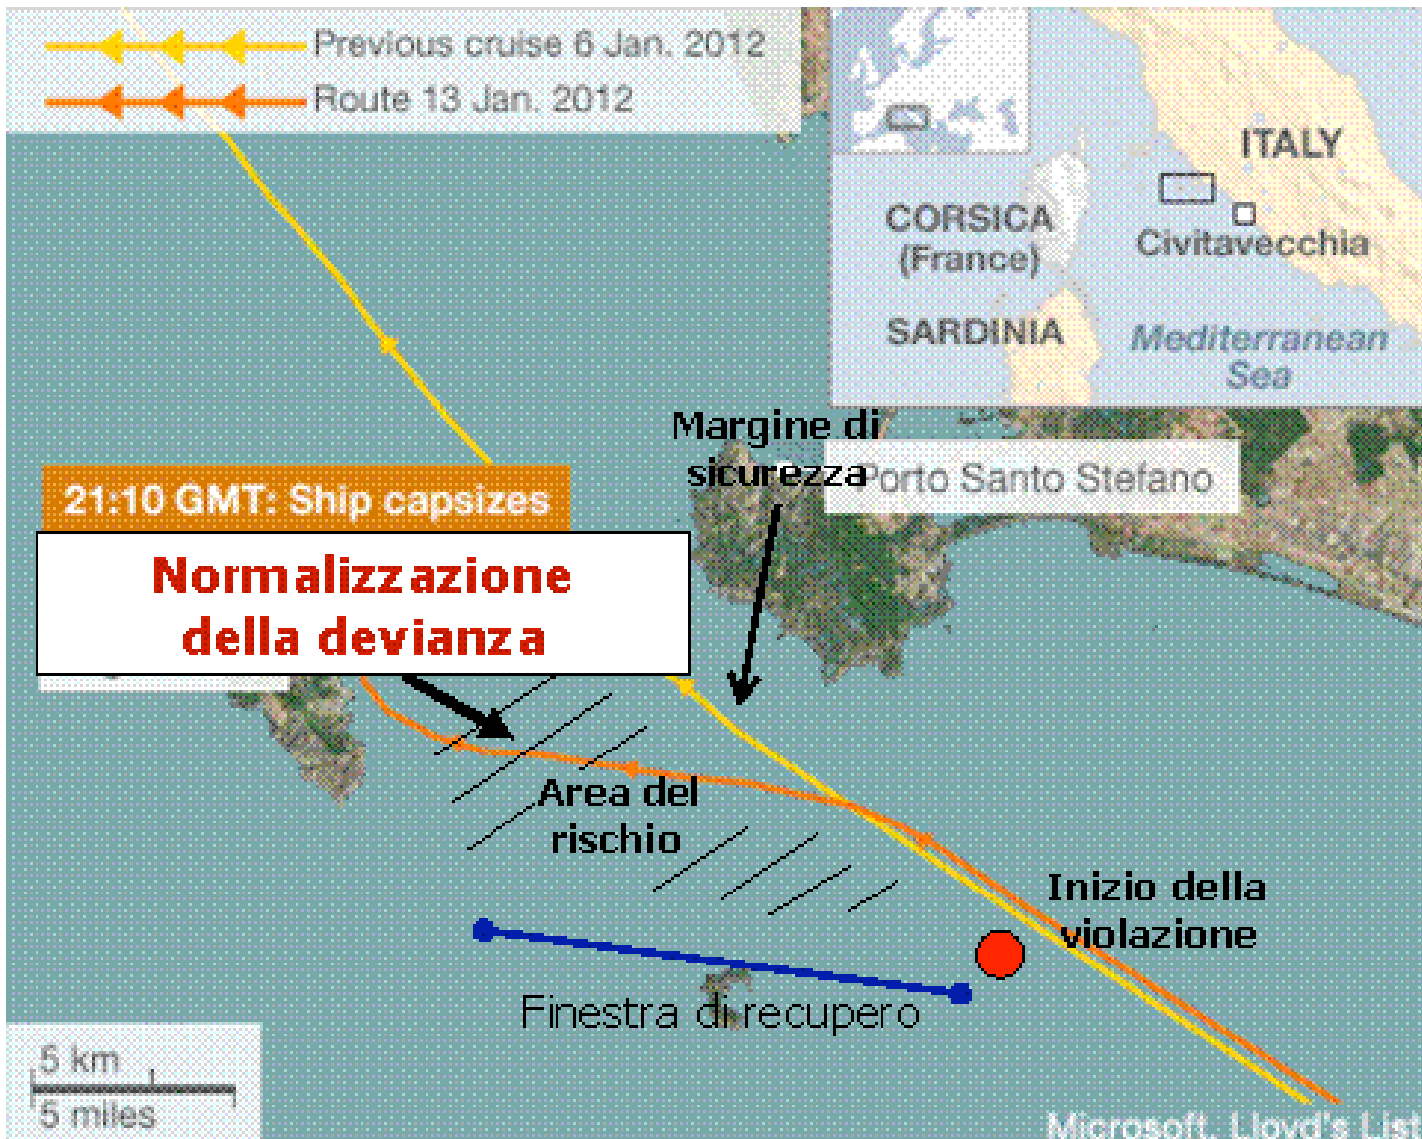 Previous cruise 6 Jan. 2012
Route 13 Jan. 2012
ITALY
CORSICA
(France)
Civitavecchia
SARDINIA
Mediterranean
Sea
Margine di
sicurezza
Porto Santo Stefano
21:10 GMT: Ship capsizes
Normalizzazione
della devianza
Area del
rischio
Inizio della
violazione
Finestra di recupero
5 km
5 miles
Microsoft, Lloyd's List